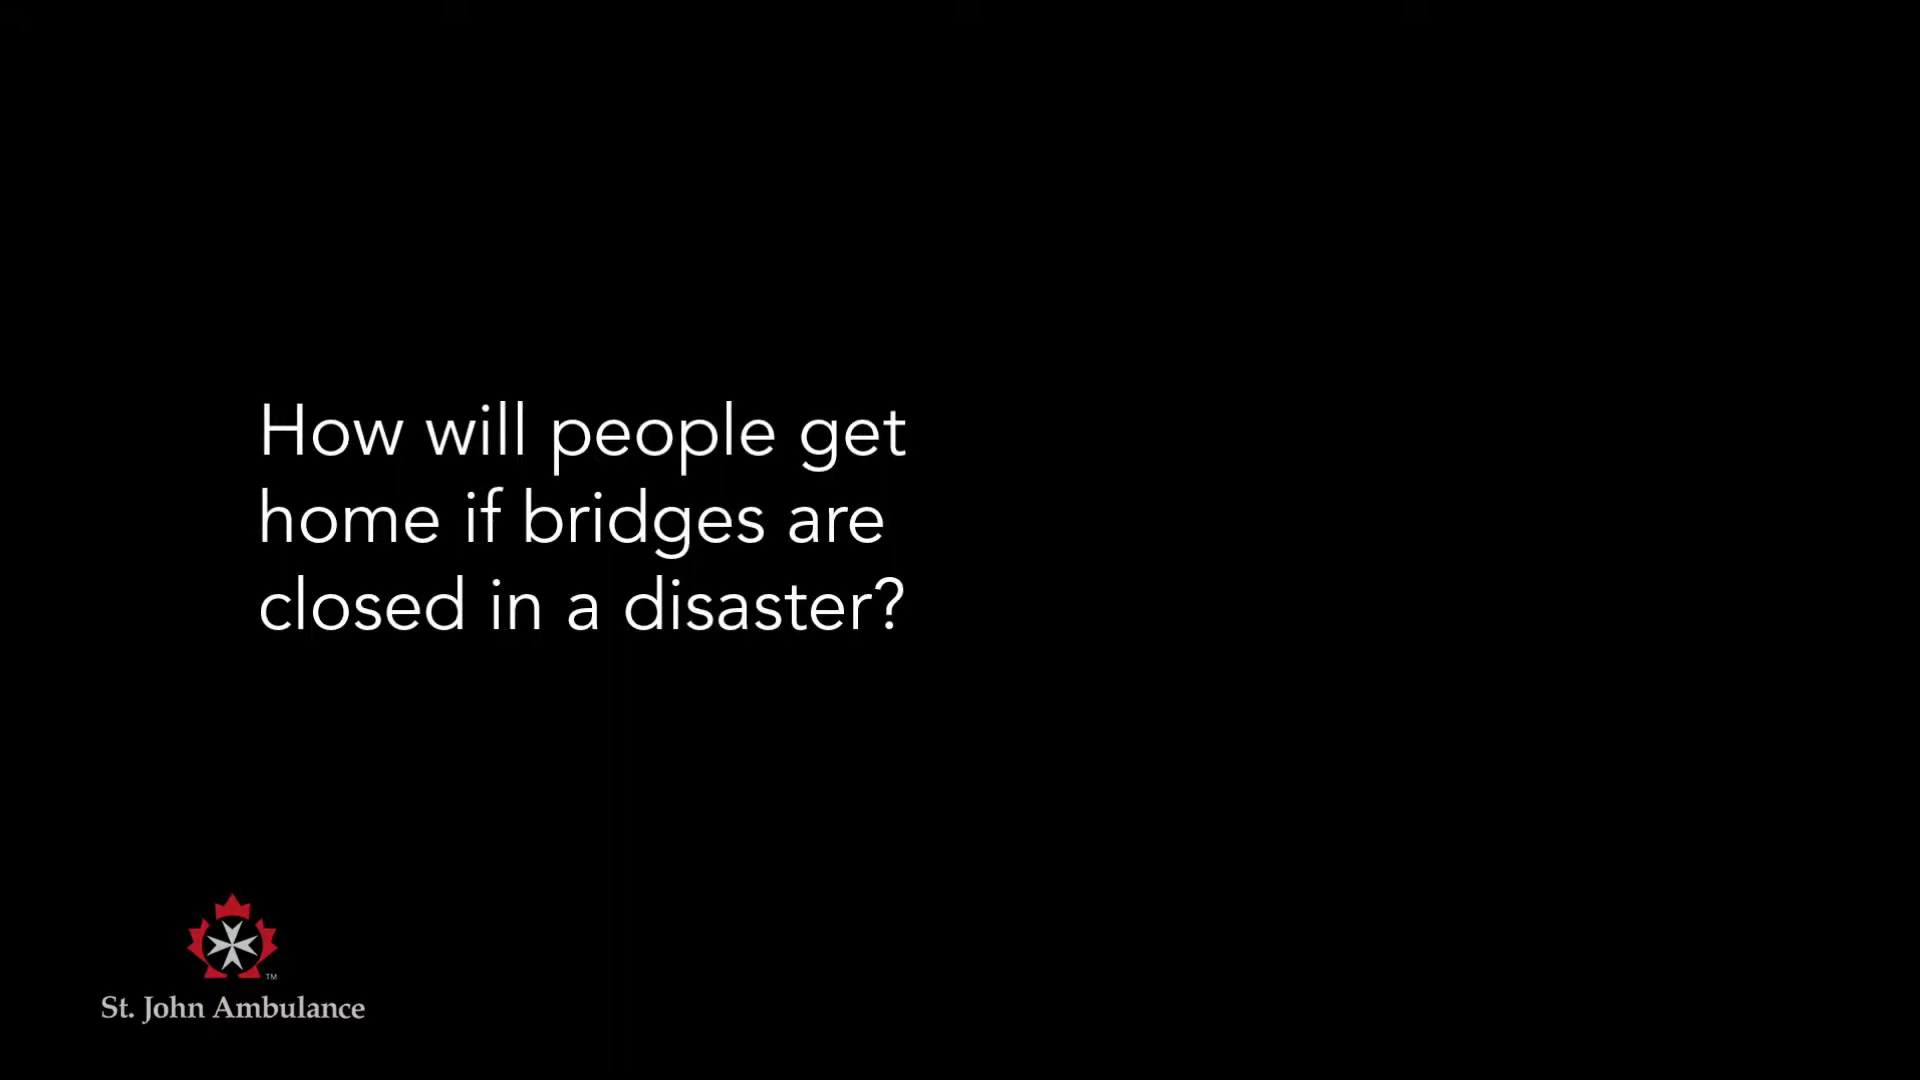 How will people get
home if bridges are
closed in a disaster?
TM
St. John Ambulance